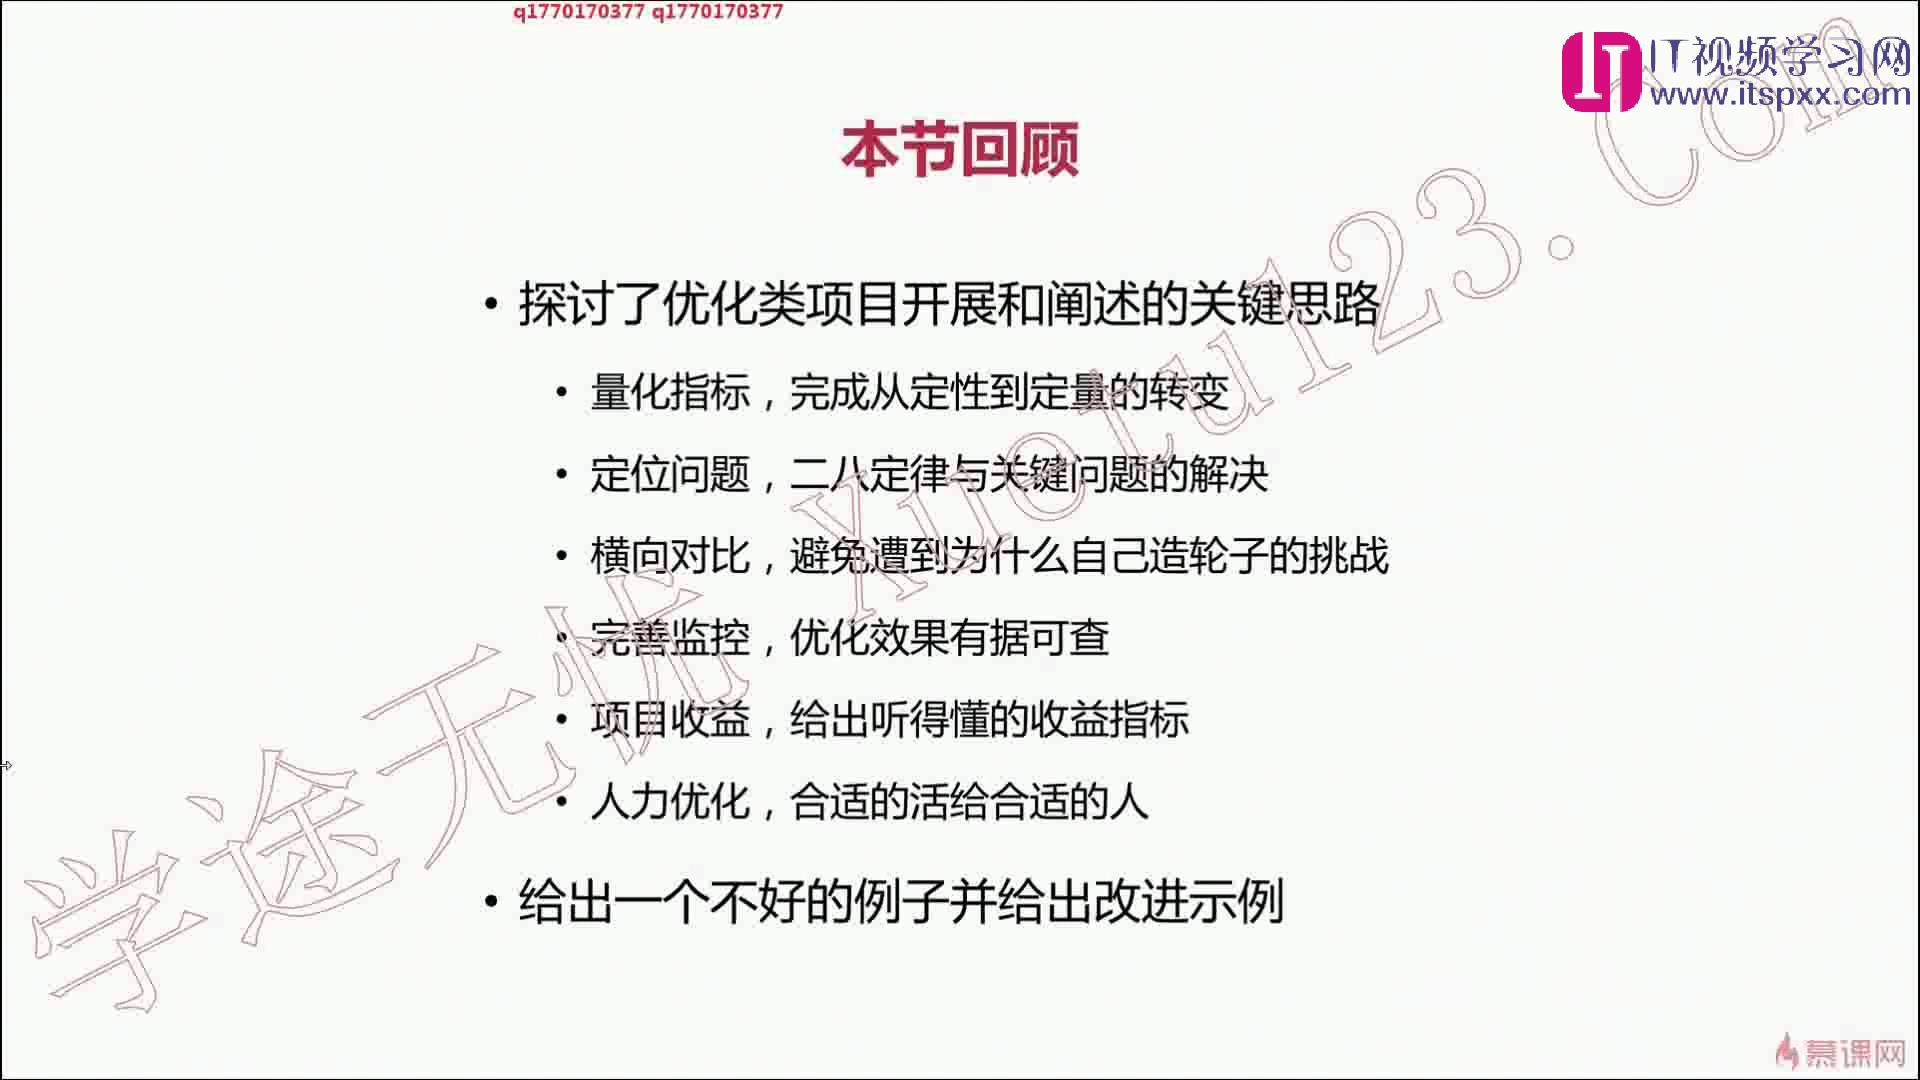 q1770170377 q1770170377
IT视频学习网
www.itspxx.com
本节回顾
• 探讨了优化类项目开展和阐述的关键思路
• 量化指标，完成从定性到定量的转变
• 定位问题，二八定律与关键问题的解决
• 横向对比，避免遭到为什么自己造轮子的挑战
• 完善监控，优化效果有据可查
• 项目收益，给出听得懂的收益指标
• 人力优化，合适的活给合适的人
• 给出一个不好的例子并给出改进示例
学途无忧 Xuetu123.Com
慕课网